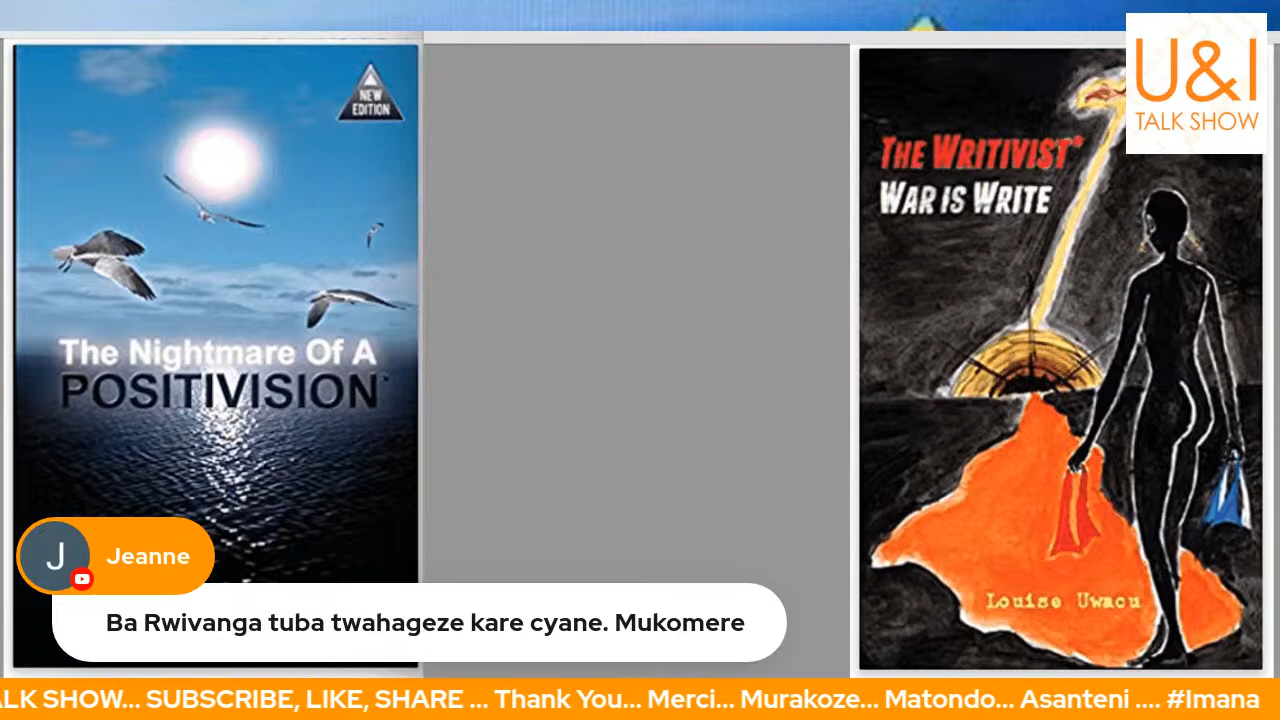 NEW
EDITION
The Nightmare Of A
POSITIVISION
THE WRITIVIST*
WAR IS WRITE
Louise Uwacu
U&I
TALK SHOW
J
Jeanne
Ba Rwivanga tuba twahageze kare cyane. Mukomere
ALK SHOW... SUBSCRIBE, LIKE, SHARE ... Thank You... Merci... Murakoze... Matondo... Asanteni .... #Imana